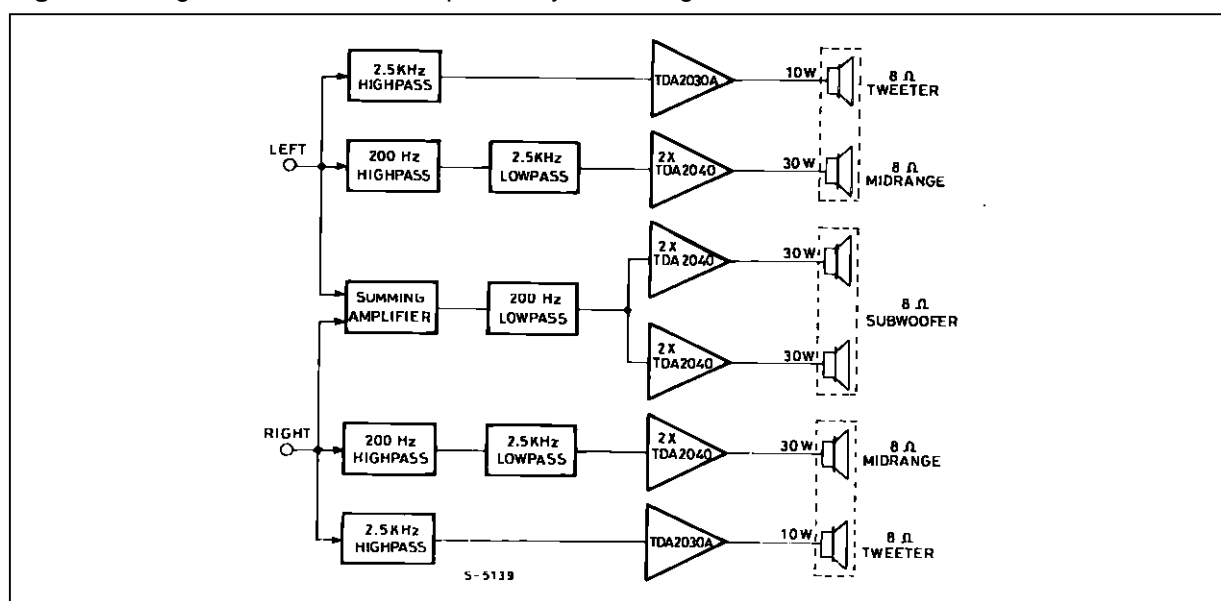 2.5KHz
HIGHPASS
TDA2030A
10W
8 Ω
TWEETER
LEFT
200 Hz
HIGHPASS
2.5KHz
LOWPASS
2X
TDA2040
30W
8 Ω
MIDRANGE
SUMMING
AMPLIFIER
200 Hz
LOWPASS
2X
TDA2040
30W
8 Ω
SUBWOOFER
2X
TDA2040
30W
RIGHT
200 Hz
HIGHPASS
2.5KHz
LOWPASS
2X
TDA2040
30W
8 Ω
MIDRANGE
2.5KHz
HIGHPASS
TDA2030A
10W
8 Ω
TWEETER
S-5139